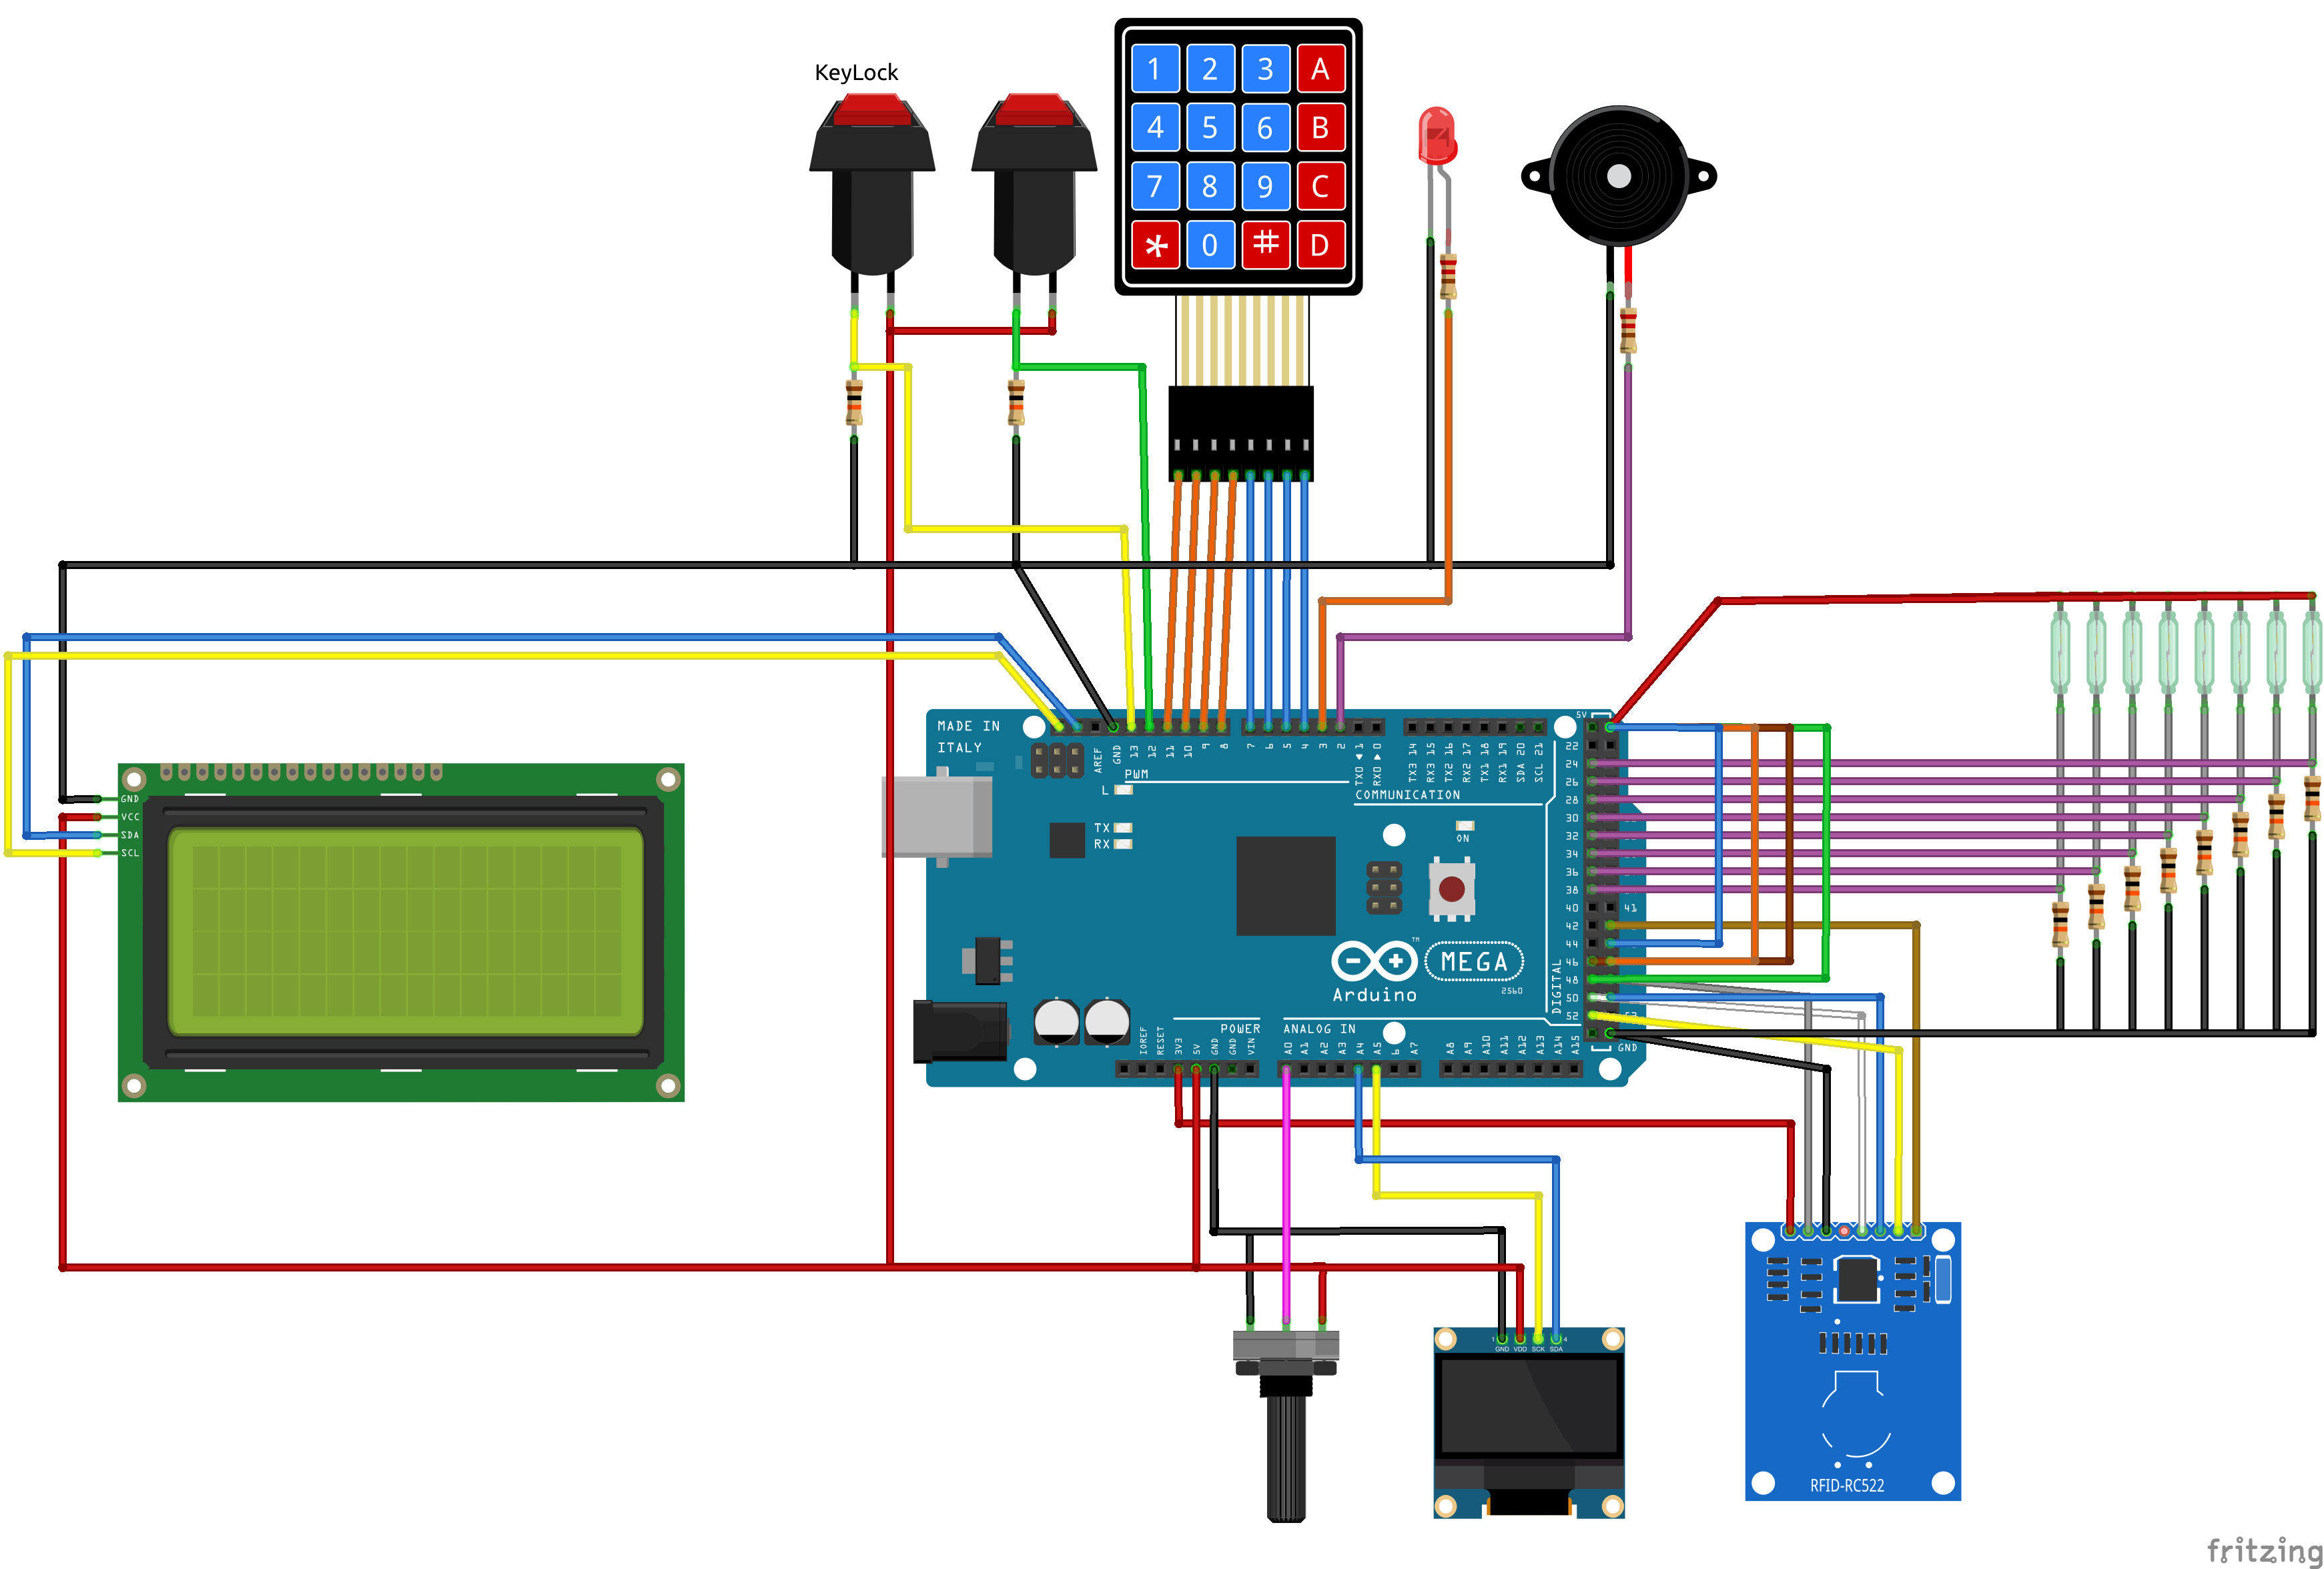 KeyLock
1 2 3 A
4 5 6 B
7 8 9 C
* 0 # D
MADE IN
ITALY
AREF
GND
13
12
11
10
9
8
7
6
5
4
3
2
TX0 ▶ 1
RX0 ◀ 0
TX3 14
RX3 15
TX2 16
RX2 17
TX1 18
RX1 19
SDA 20
SCL 21
PWM
L
COMMUNICATION
TX
RX
ON
5V
22
24
26
28
30
32
34
36
38
40 41
42
44
46
48
50
52
GND
DIGITAL
GND
VCC
SDA
SCL
MEGA
TM
Arduino
2560
IOREF
RESET
3V3
5V
GND
GND
VIN
POWER
ANALOG IN
A0
A1
A2
A3
A4
A5
6
A7
A8
A9
A10
A11
A12
A13
A14
A15
1 4
GND VDD SCK SDA
RFID-RC522
fritzing